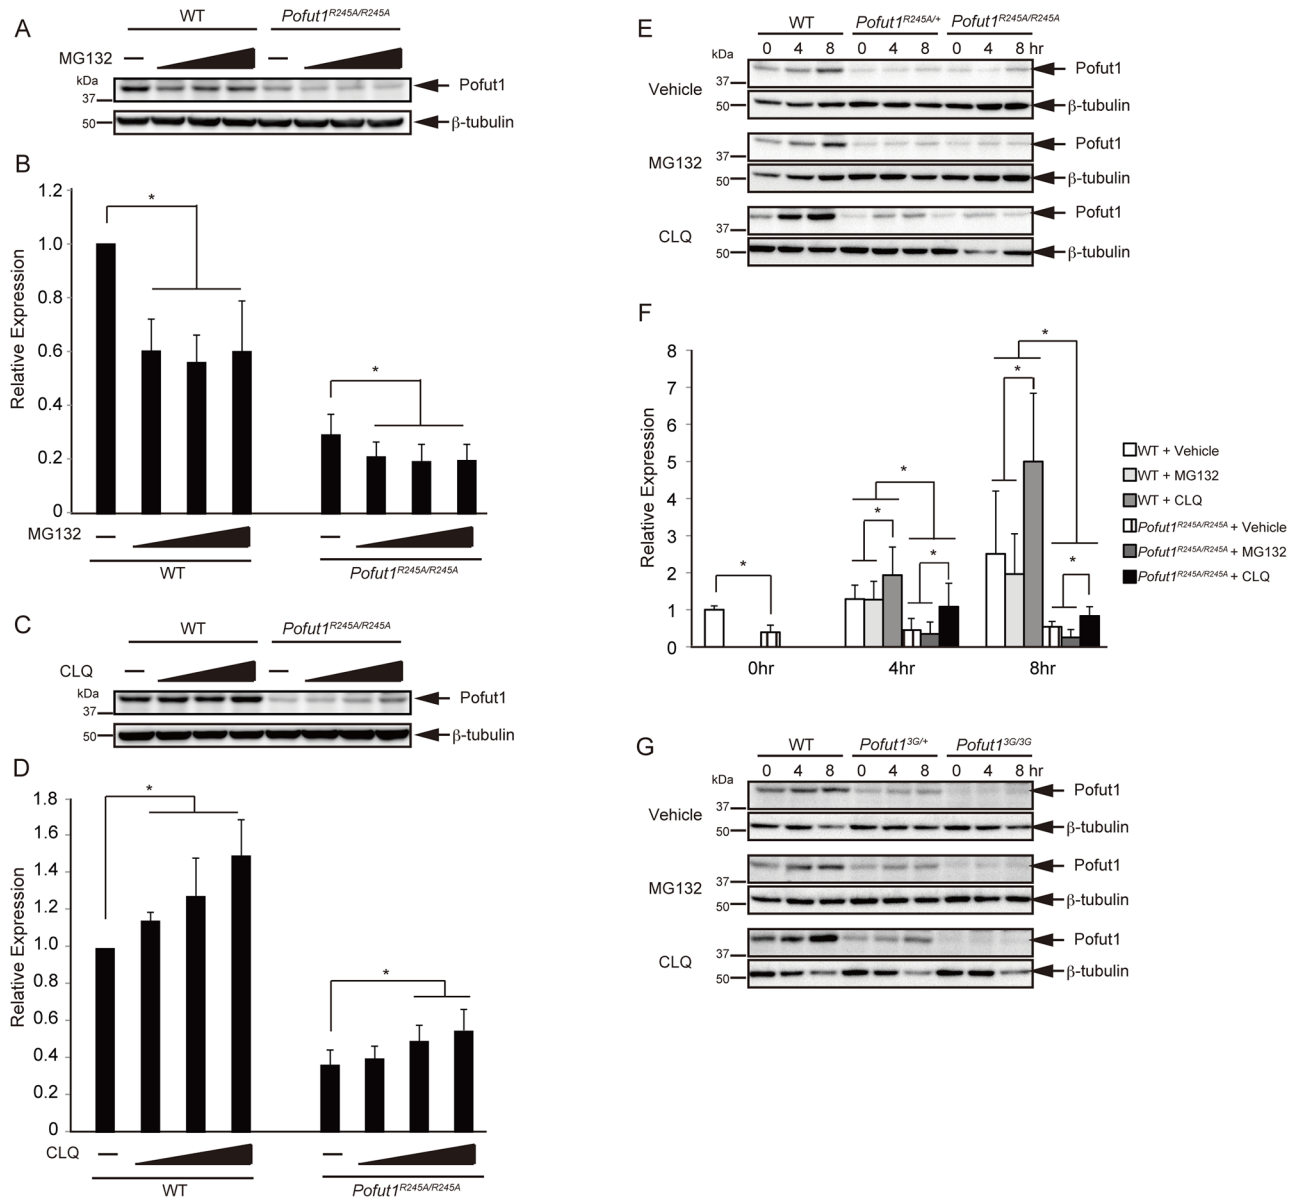 A
WT Pofut1R245A/R245A
MG132 –
kDa
37
Pofut1
50
β-tubulin
B
Relative Expression
1.2
1.0
0.8
0.6
0.4
0.2
0
*
*
MG132 – –
WT Pofut1R245A/R245A
C
WT Pofut1R245A/R245A
CLQ – –
kDa
37
Pofut1
50
β-tubulin
D
Relative Expression
1.8
1.6
1.4
1.2
1.0
0.8
0.6
0.4
0.2
0
*
*
CLQ – –
WT Pofut1R245A/R245A
E
WT Pofut1R245A/+ Pofut1R245A/R245A
kDa 0 4 8 0 4 8 0 4 8 hr
Vehicle
37
Pofut1
50
β-tubulin
MG132
37
Pofut1
50
β-tubulin
CLQ
37
Pofut1
50
β-tubulin
F
Relative Expression
8
7
6
5
4
3
2
1
0
*
*
*
*
*
*
*
0hr 4hr 8hr
WT + Vehicle
WT + MG132
WT + CLQ
Pofut1R245A/R245A + Vehicle
Pofut1R245A/R245A + MG132
Pofut1R245A/R245A + CLQ
G
WT Pofut13G/+ Pofut13G/3G
kDa 0 4 8 0 4 8 0 4 8 hr
Vehicle
37
Pofut1
50
β-tubulin
MG132
37
Pofut1
50
β-tubulin
CLQ
37
Pofut1
50
β-tubulin